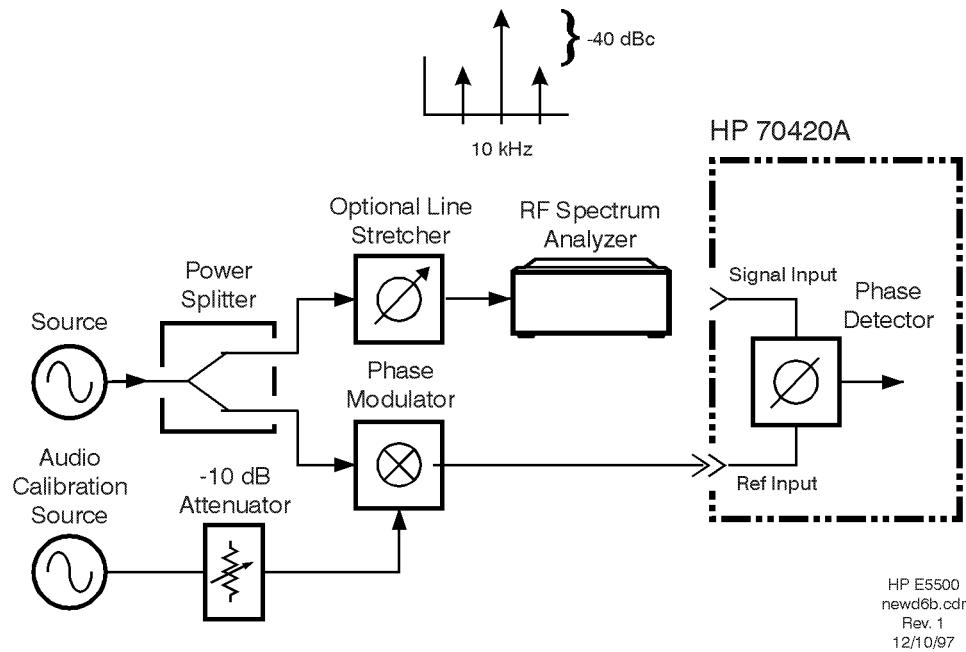 -40 dBc
10 kHz
HP 70420A
Optional Line
Stretcher
RF Spectrum
Analyzer
Power
Splitter
Signal Input
Phase
Detector
Source
Phase
Modulator
Audio
Calibration
Source
-10 dB
Attenuator
Ref Input
HP E5500
newd6b.cdr
Rev. 1
12/10/97